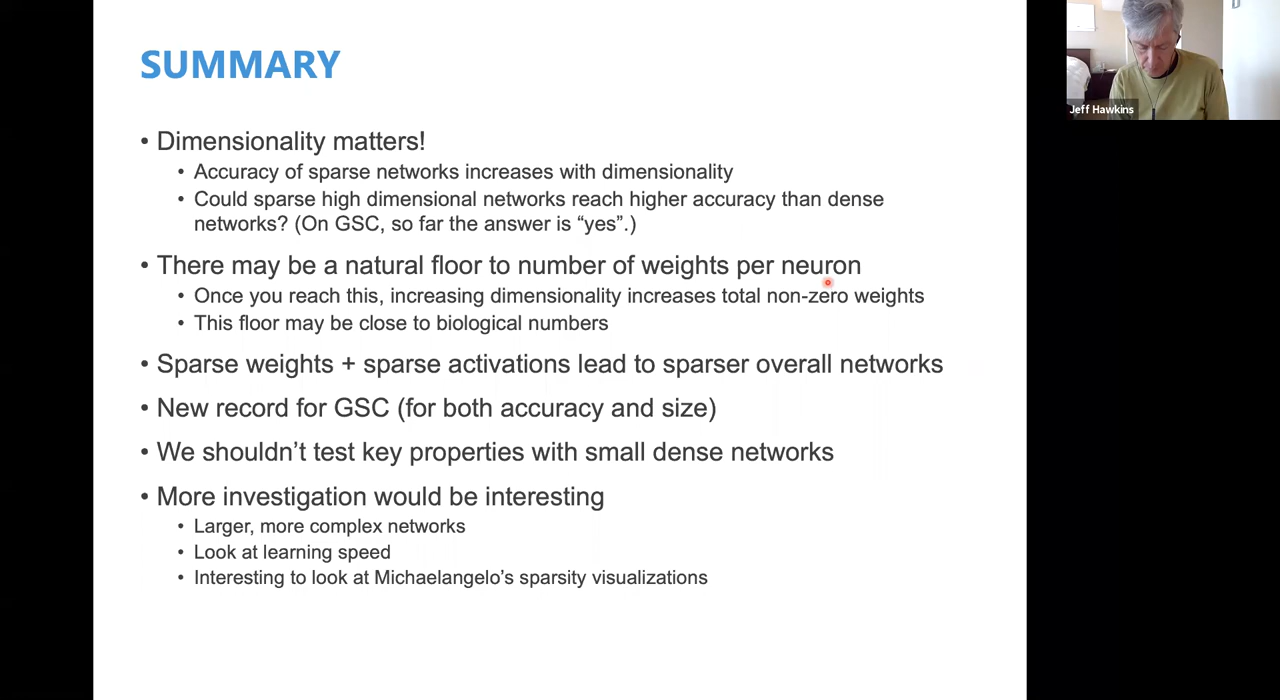 SUMMARY
• Dimensionality matters!
• Accuracy of sparse networks increases with dimensionality
• Could sparse high dimensional networks reach higher accuracy than dense
networks? (On GSC, so far the answer is “yes”.)
• There may be a natural floor to number of weights per neuron
• Once you reach this, increasing dimensionality increases total non-zero weights
• This floor may be close to biological numbers
• Sparse weights + sparse activations lead to sparser overall networks
• New record for GSC (for both accuracy and size)
• We shouldn’t test key properties with small dense networks
• More investigation would be interesting
• Larger, more complex networks
• Look at learning speed
• Interesting to look at Michaelangelo’s sparsity visualizations
Jeff Hawkins